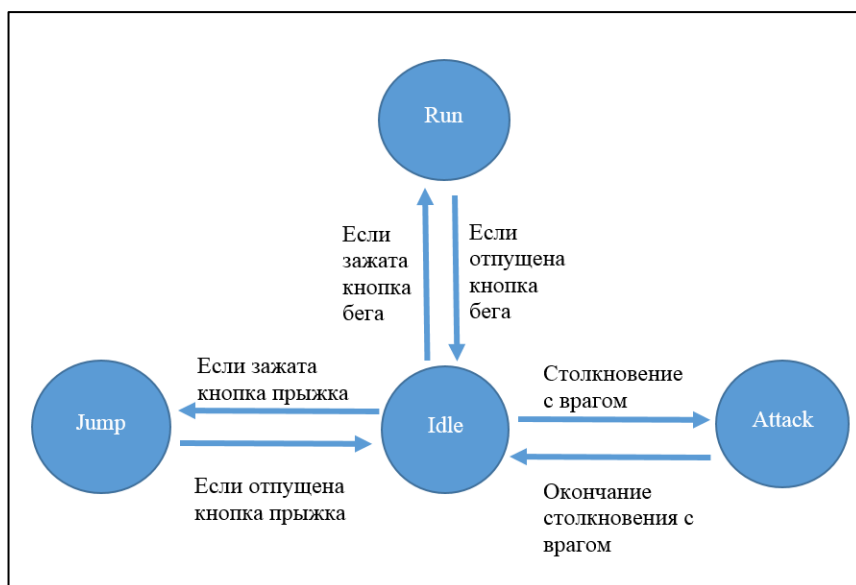 Run
Если
зажата
кнопка
бега
Если
отпущена
кнопка
бега
Если зажата
кнопка прыжка
Столкновение
с врагом
Jump
Idle
Attack
Если отпущена
кнопка прыжка
Окончание
столкновения с
врагом